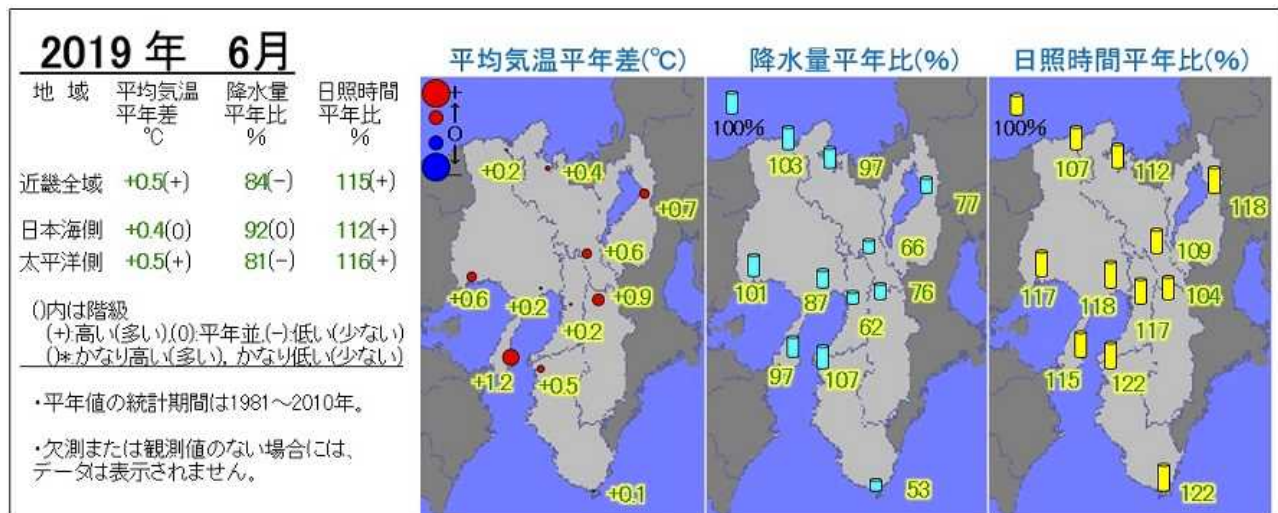 2019 年 6月
地 域 平均気温 降水量 日照時間
平年差 平年比 平年比
℃ % %
近畿全域 +0.5(+) 84(-) 115(+)
日本海側 +0.4(0) 92(0) 112(+)
太平洋側 +0.5(+) 81(-) 116(+)
()内は階級
(+):高い(多い),(0):平年並,(-):低い(少ない)
()*かなり高い(多い), かなり低い(少ない)
・平年値の統計期間は1981～2010年。
・欠測または観測値のない場合には、
データは表示されません。
平均気温平年差(℃)
+
↑
0
↓
-
+0.2
+0.4
+0.7
+0.6
+0.6
+0.2
+0.9
+0.2
+1.2
+0.5
+0.1
降水量平年比(%)
100%
103
97
77
66
101
87
76
62
97
107
53
日照時間平年比(%)
100%
107
112
118
109
117
118
104
117
115
122
122